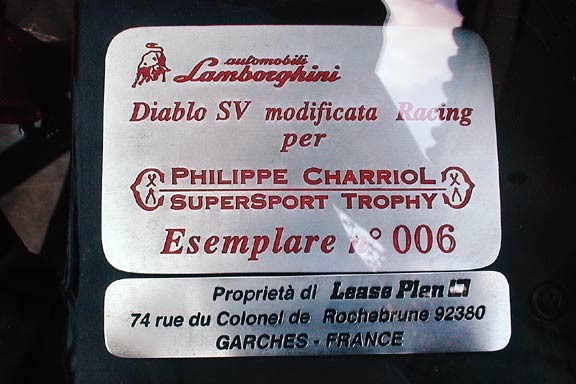 automobili
Lamborghini
Diablo SV modificata Racing
per
PHILIPPE CHARRIOL
SUPERSPORT TROPHY
Esemplare n° 006
Proprietà di Lease Plan
74 rue du Colonel de Rochebrune 92380
GARCHES - FRANCE